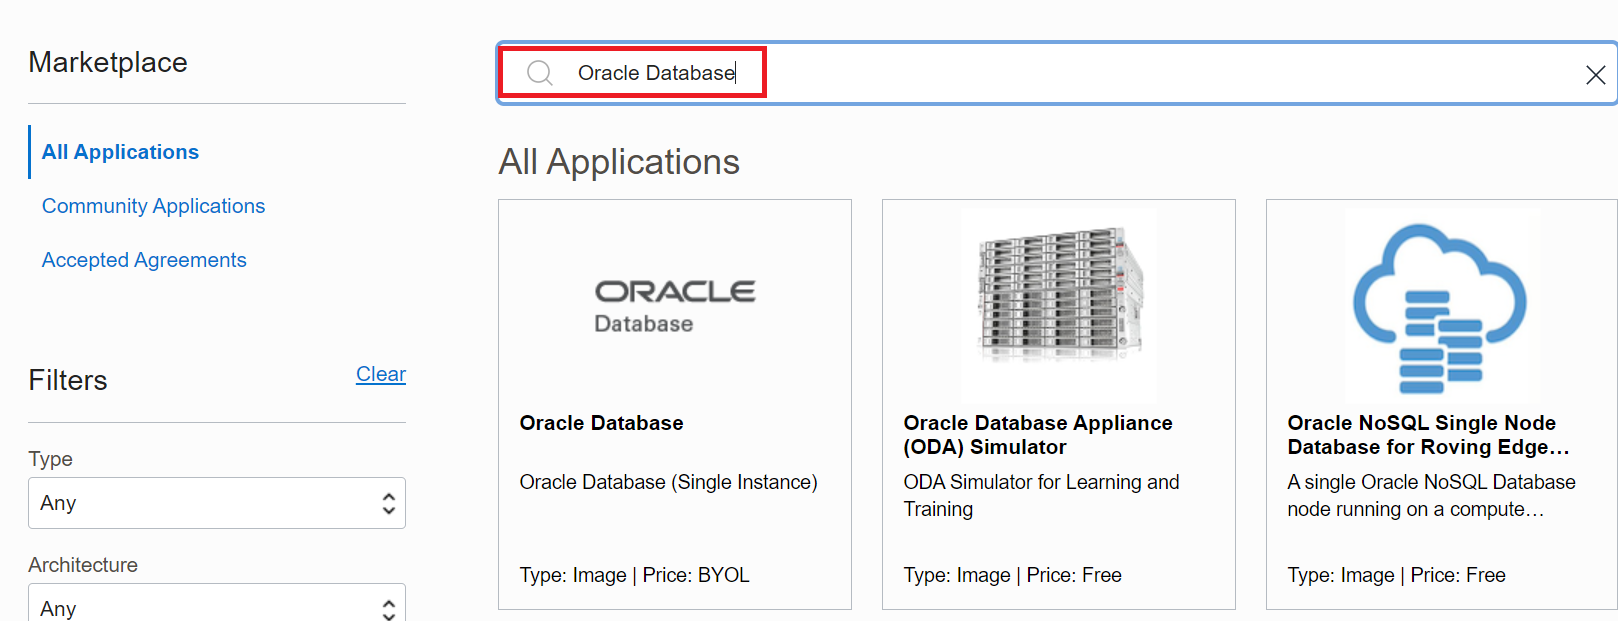 Marketplace
All Applications
Community Applications
Accepted Agreements
Filters
Clear
Type
Any
Architecture
Any
Oracle Database
All Applications
ORACLE
Database
Oracle Database
Oracle Database (Single Instance)
Type: Image | Price: BYOL
Oracle Database Appliance
(ODA) Simulator
ODA Simulator for Learning and
Training
Type: Image | Price: Free
Oracle NoSQL Single Node
Database for Roving Edge...
A single Oracle NoSQL Database
node running on a compute...
Type: Image | Price: Free